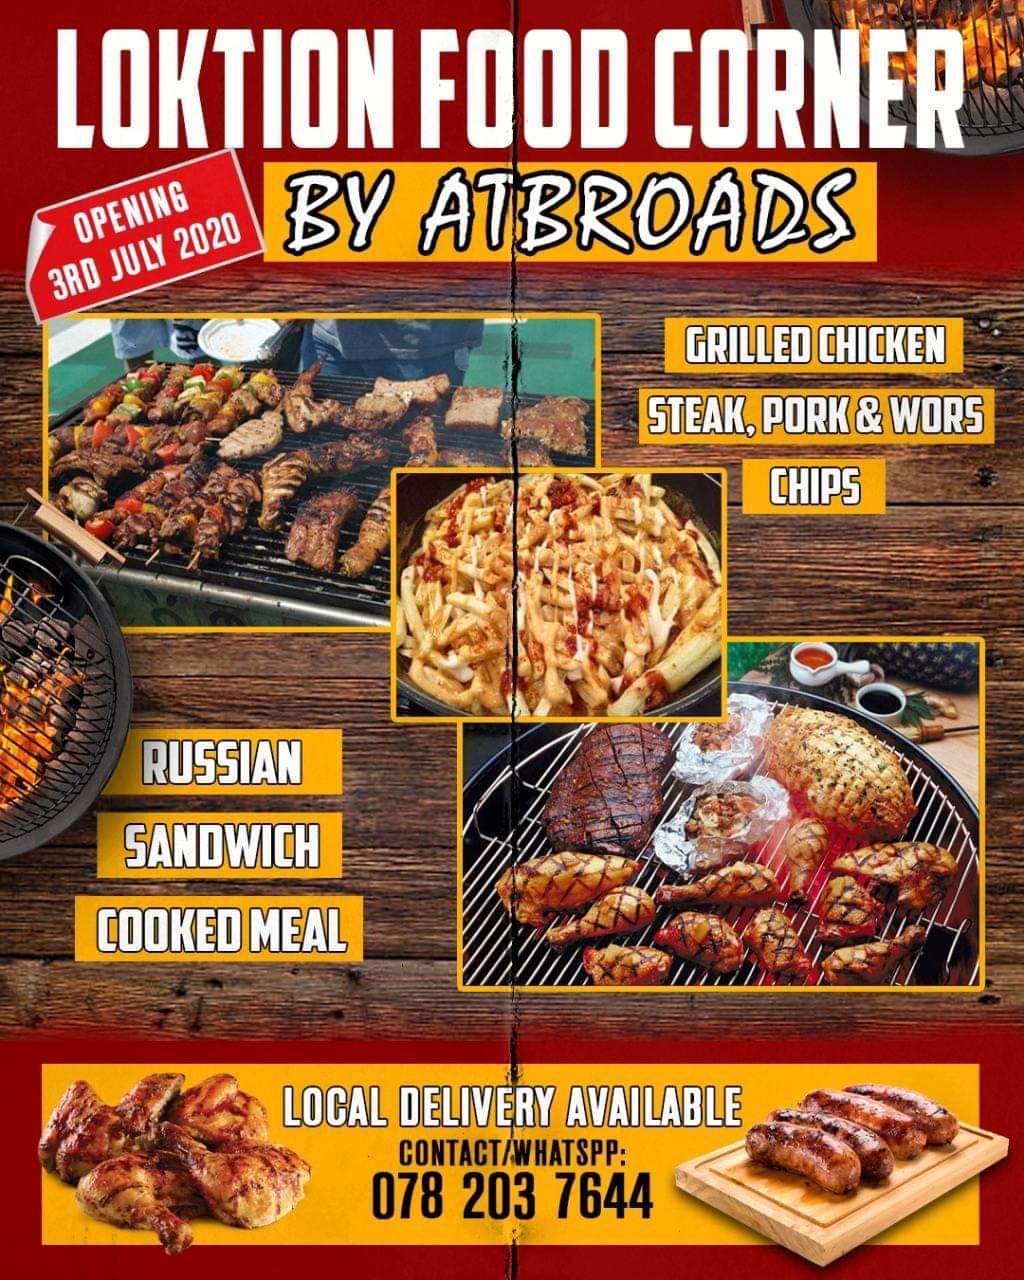 LOKTION FOOD CORNER
BY ATBROADS
OPENING
3RD JULY 2020
GRILLED CHICKEN
STEAK, PORK & WORS
CHIPS
RUSSIAN
SANDWICH
COOKED MEAL
LOCAL DELIVERY AVAILABLE
CONTACT/WHATSPP:
078 203 7644